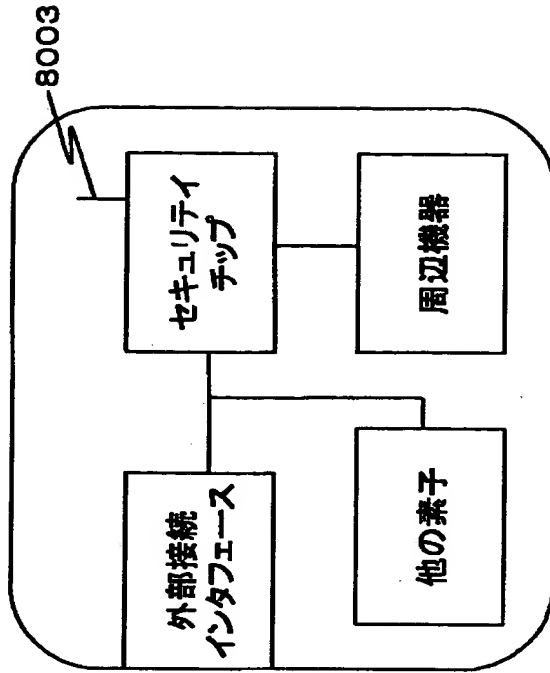 8003
外部接続
インタフェース
セキュリティ
チップ
他の素子
周辺機器